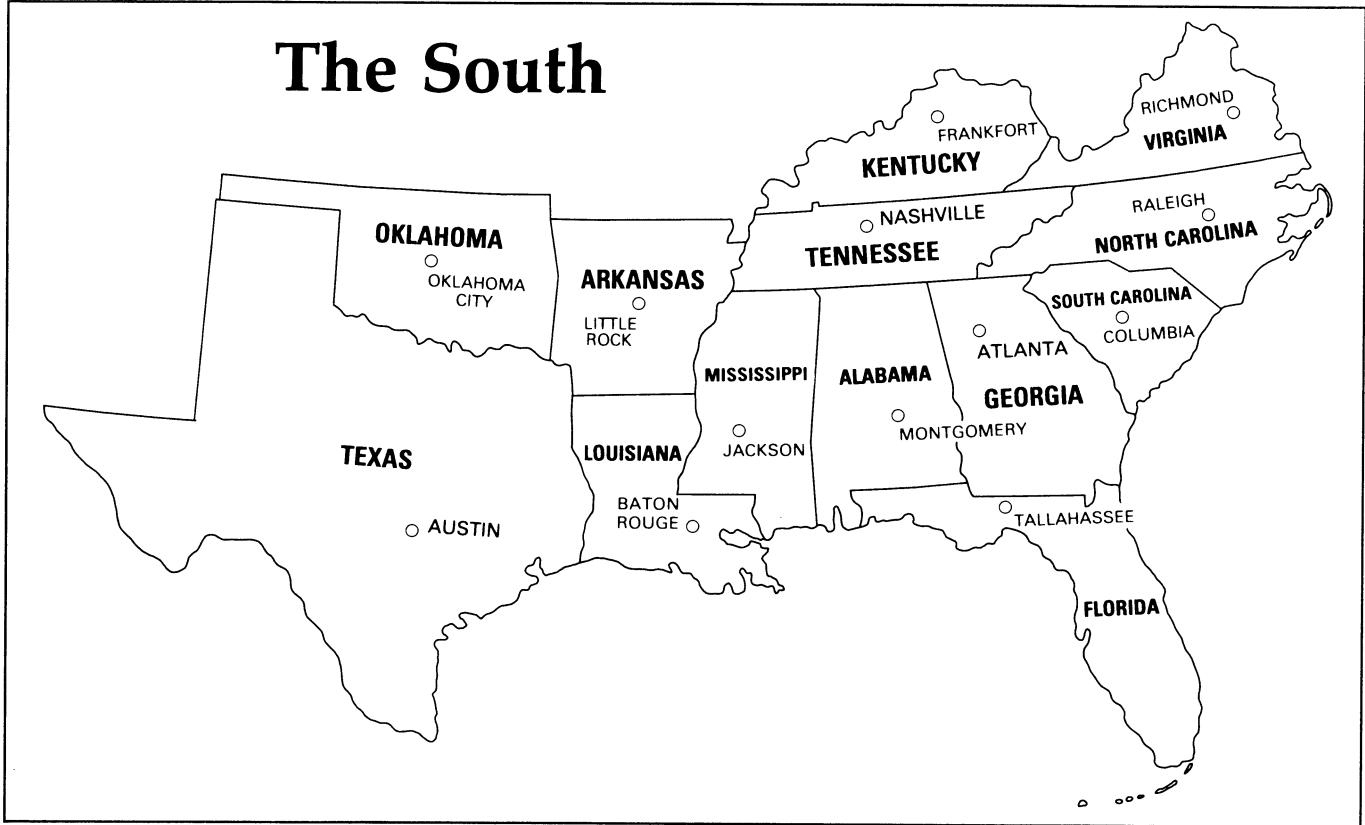 The South
RICHMOND
VIRGINIA
FRANKFORT
KENTUCKY
RALEIGH
NORTH CAROLINA
NASHVILLE
TENNESSEE
OKLAHOMA
OKLAHOMA
CITY
ARKANSAS
LITTLE
ROCK
SOUTH CAROLINA
COLUMBIA
ATLANTA
GEORGIA
MISSISSIPPI
JACKSON
ALABAMA
MONTGOMERY
TEXAS
AUSTIN
LOUISIANA
BATON
ROUGE
TALLAHASSEE
FLORIDA